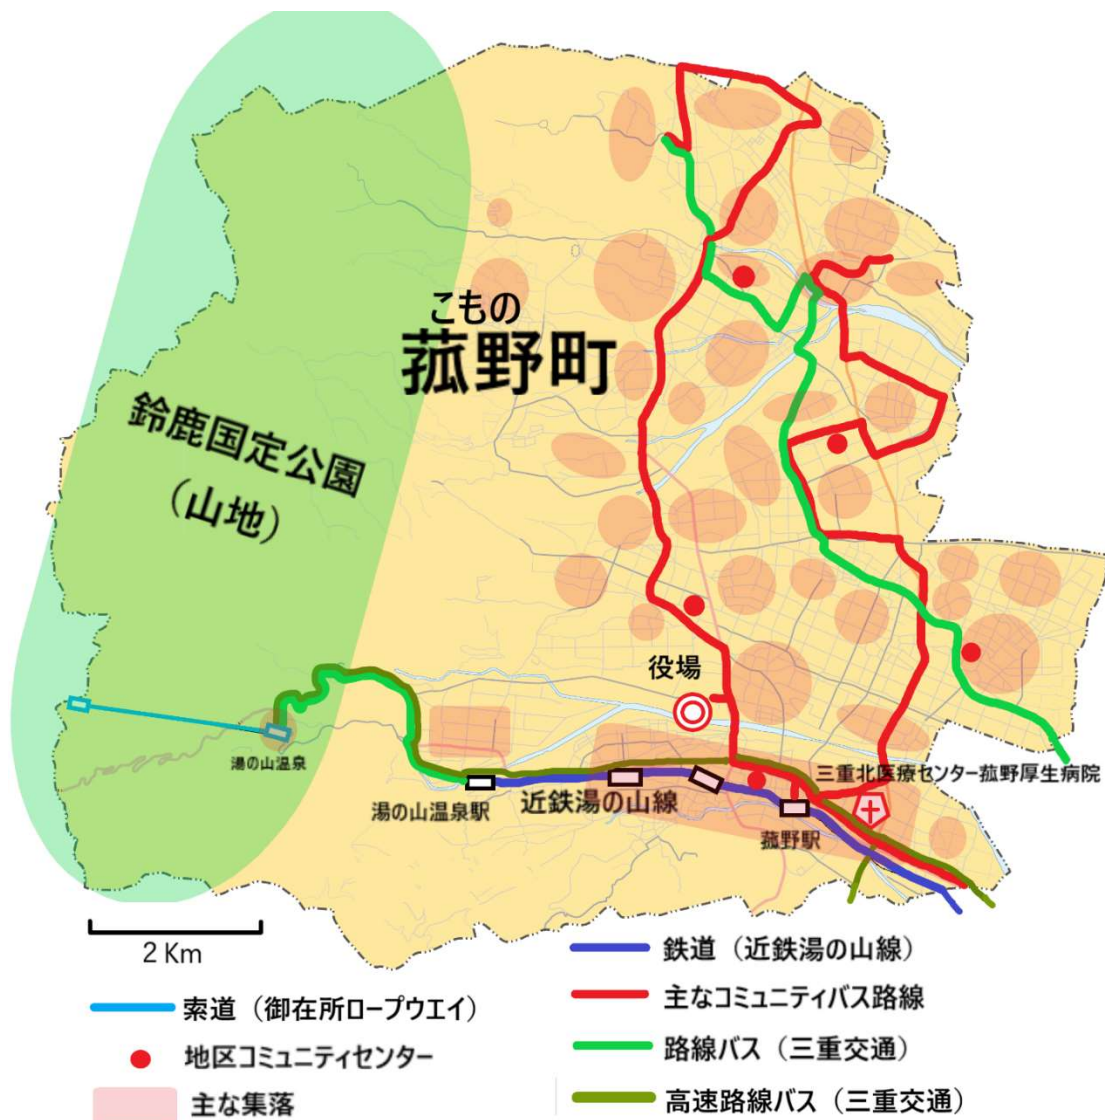 こもの
菰野町
鈴鹿国定公園
（山地）
役場
湯の山温泉
湯の山温泉駅
近鉄湯の山線
三重北医療センター菰野厚生病院
菰野駅
2 Km
鉄道（近鉄湯の山線）
索道（御在所ロープウエイ）
主なコミュニティバス路線
地区コミュニティセンター
路線バス（三重交通）
主な集落
高速路線バス（三重交通）